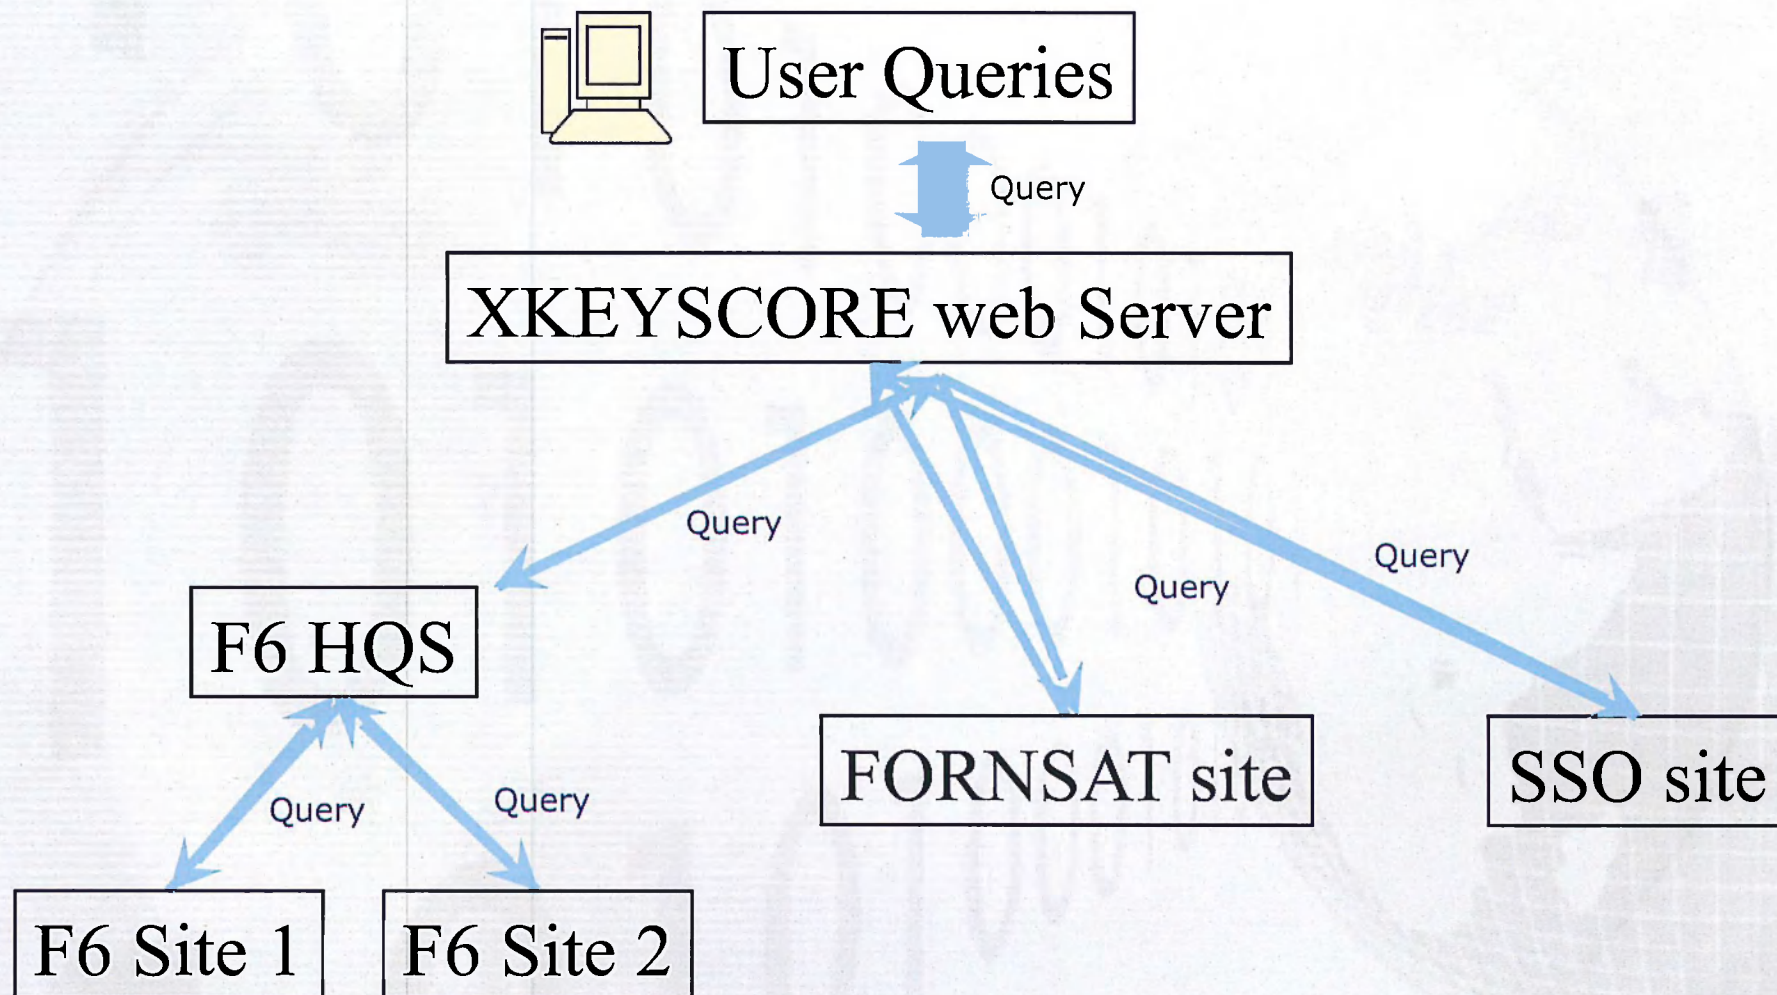 User Queries
Query
XKEYSCORE web Server
Query
Query
Query
F6 HQS
FORNSAT site
SSO site
Query
Query
F6 Site 1
F6 Site 2